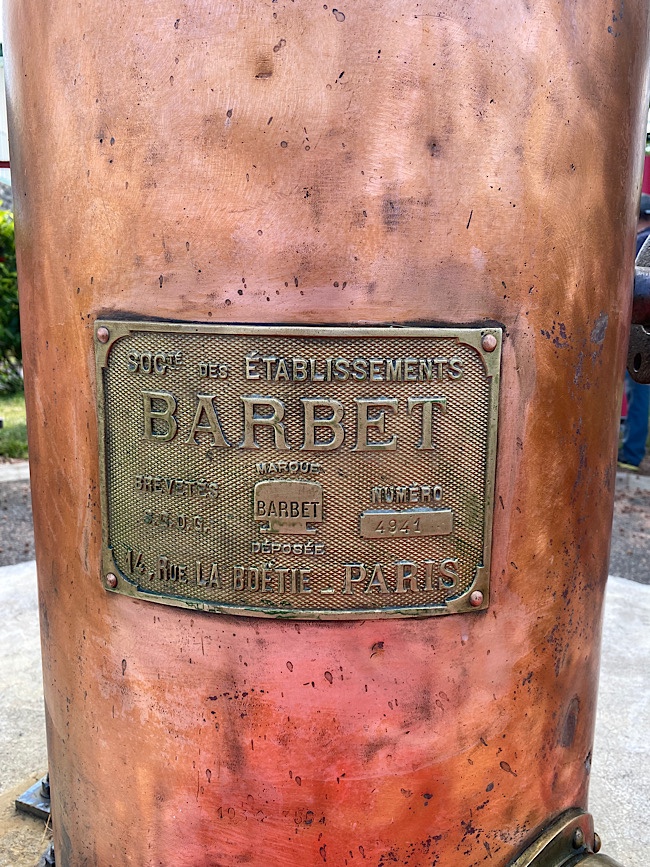 SOCTÉ DES ÉTABLISSEMENTS
BARBET
MARQUE
BREVETÉS
S.G.D.G.
BARBET
NUMÉRO
4941
DÉPOSÉE
14, RUE LA BOËTIE _ PARIS